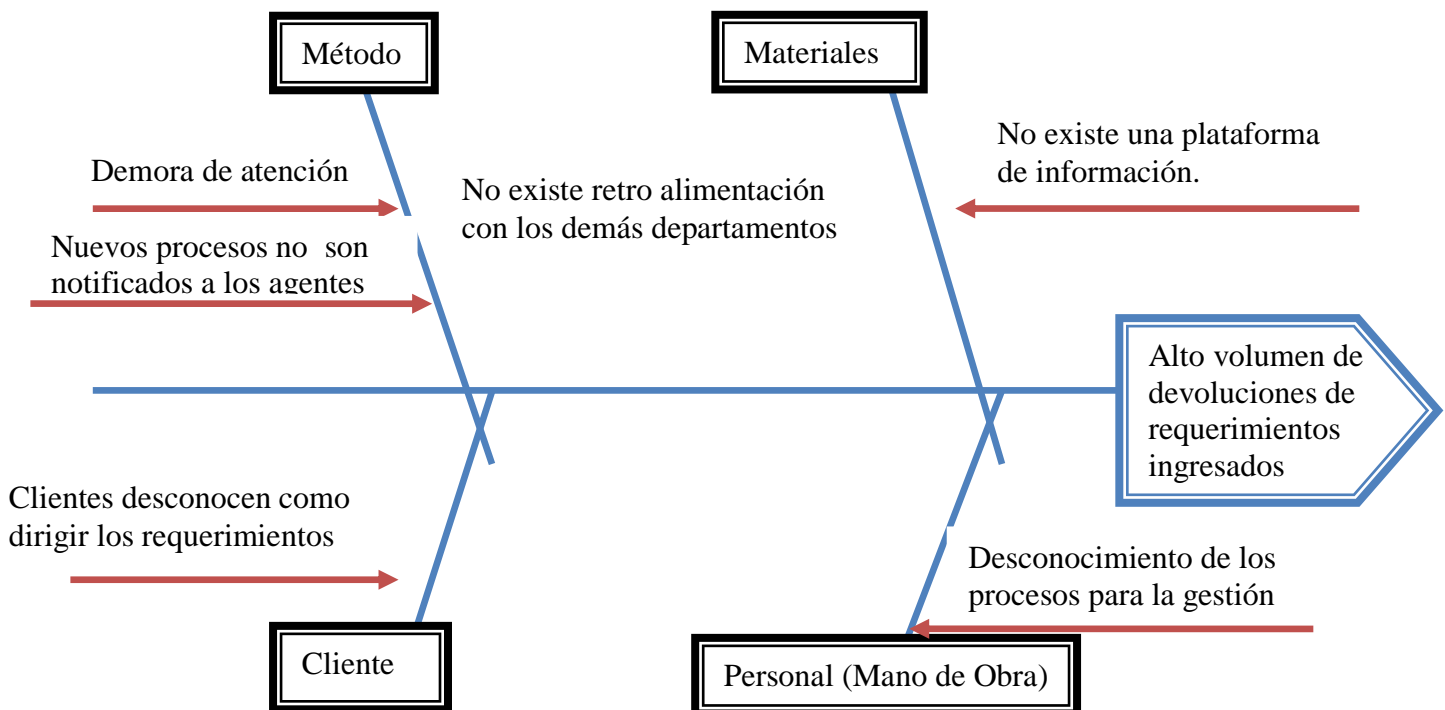 Método
Materiales
Demora de atención
No existe retro alimentación
con los demás departamentos
No existe una plataforma
de información.
Nuevos procesos no son
notificados a los agentes
Alto volumen de
devoluciones de
requerimientos
ingresados
Clientes desconocen como
dirigir los requerimientos
Desconocimiento de los
procesos para la gestión
Cliente
Personal (Mano de Obra)